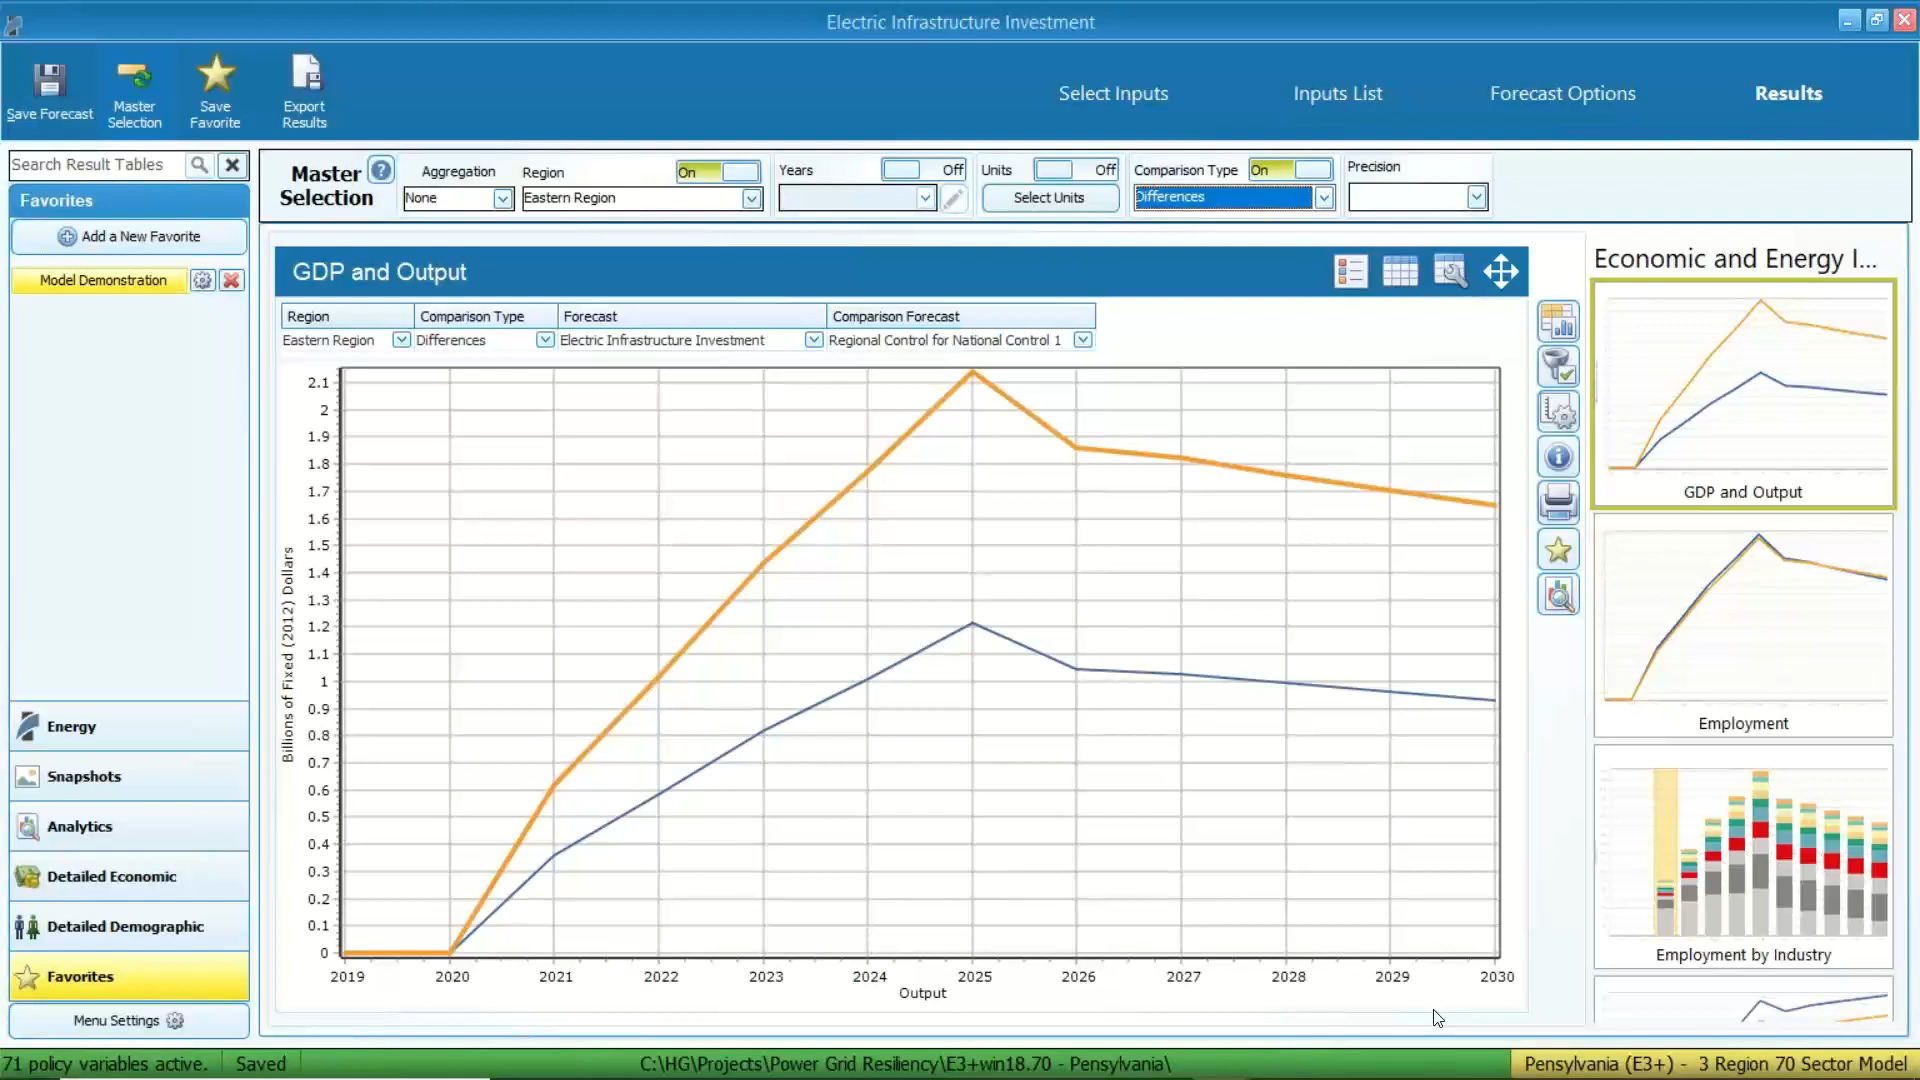 Electric Infrastructure Investment
Save Forecast
Master
Selection
Save
Favorite
Export
Results
Select Inputs
Inputs List
Forecast Options
Results
Search Result Tables
Favorites
Add a New Favorite
Model Demonstration
Energy
Snapshots
Analytics
Detailed Economic
Detailed Demographic
Favorites
Menu Settings
Master
Selection
?
Aggregation
None
Region
On
Eastern Region
Years
Off
Units
Off
Select Units
Comparison Type
On
Differences
Precision
GDP and Output
Region Comparison Type Forecast Comparison Forecast
Eastern Region Differences Electric Infrastructure Investment Regional Control for National Control 1
Billions of Fixed (2012) Dollars
2.1
2
1.9
1.8
1.7
1.6
1.5
1.4
1.3
1.2
1.1
1
0.9
0.8
0.7
0.6
0.5
0.4
0.3
0.2
0.1
0
2019 2020 2021 2022 2023 2024 2025 2026 2027 2028 2029 2030
Output
Economic and Energy I...
GDP and Output
Employment
Employment by Industry
71 policy variables active.
Saved
C:\HG\Projects\Power Grid Resiliency\E3+win18.70 - Pensylvania\
Pensylvania (E3+) - 3 Region 70 Sector Model